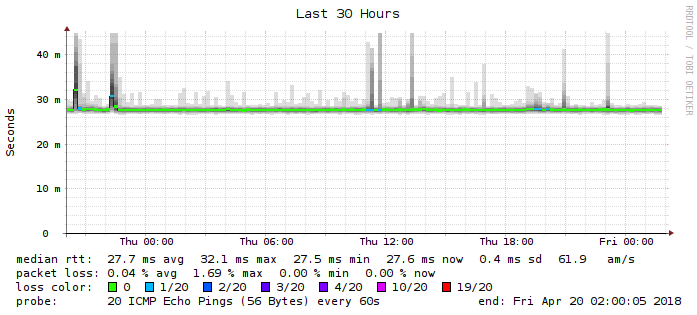 Last 30 Hours
RRDTOOL / TOBI OETIKER
Seconds
40 m
30 m
20 m
10 m
0
Thu 00:00 Thu 06:00 Thu 12:00 Thu 18:00 Fri 00:00
median rtt: 27.7 ms avg 32.1 ms max 27.5 ms min 27.6 ms now 0.4 ms sd 61.9 am/s
packet loss: 0.04 % avg 1.69 % max 0.00 % min 0.00 % now
loss color: 0 1/20 2/20 3/20 4/20 10/20 19/20
probe: 20 ICMP Echo Pings (56 Bytes) every 60s end: Fri Apr 20 02:00:05 2018